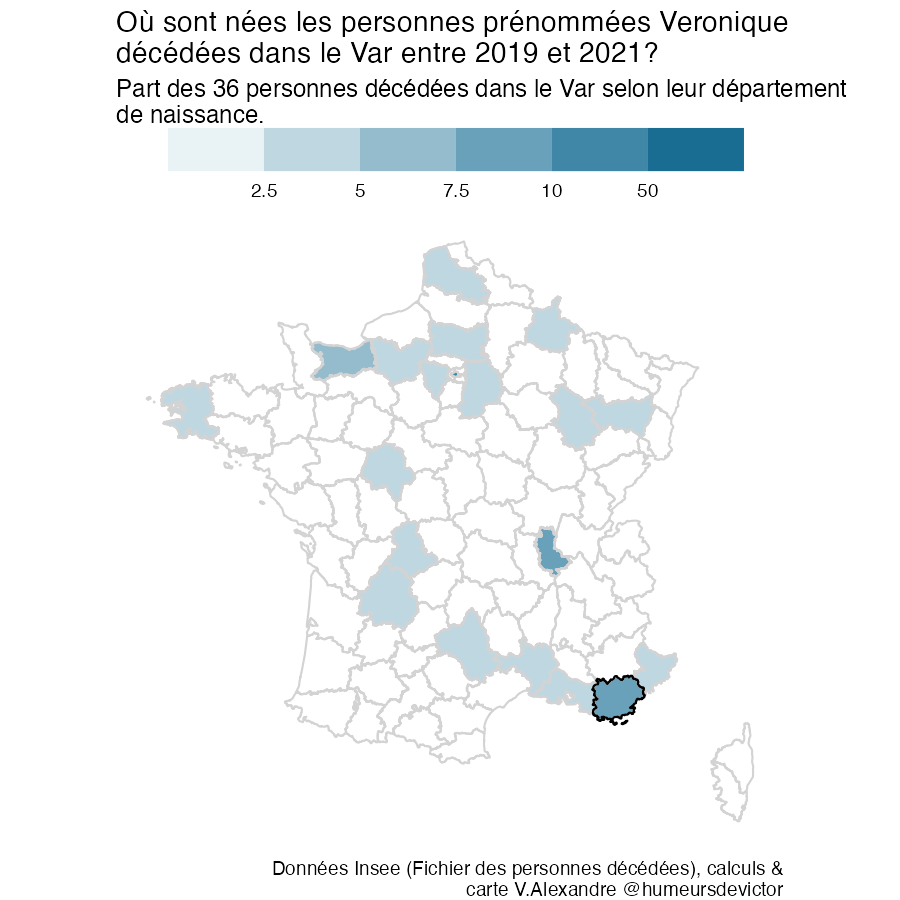 Où sont nées les personnes prénommées Veronique
décédées dans le Var entre 2019 et 2021?
Part des 36 personnes décédées dans le Var selon leur département
de naissance.
2.5 5 7.5 10 50
Données Insee (Fichier des personnes décédées), calculs &
carte V.Alexandre @humeursdevictor